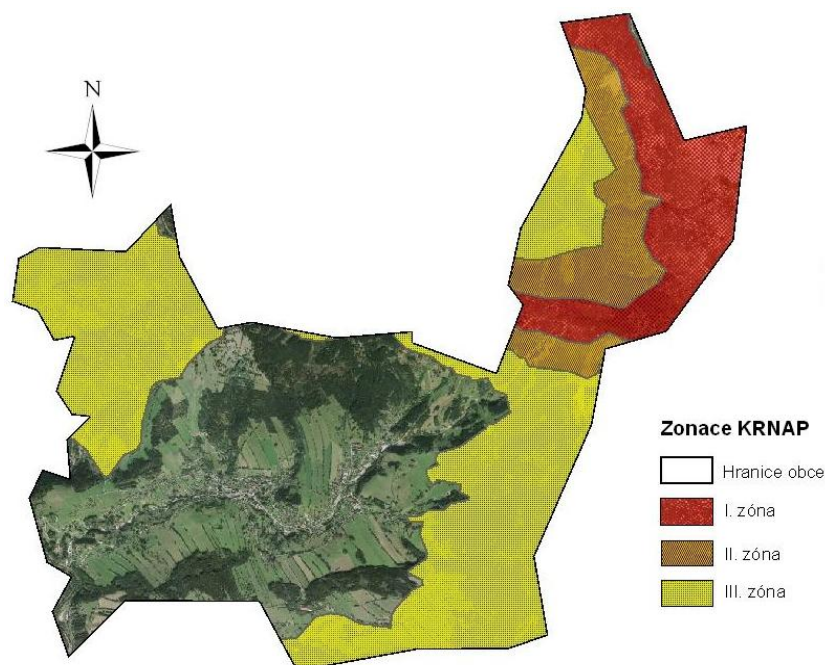 N
Zonace KRNAP
Hranice obce
I. zóna
II. zóna
III. zóna